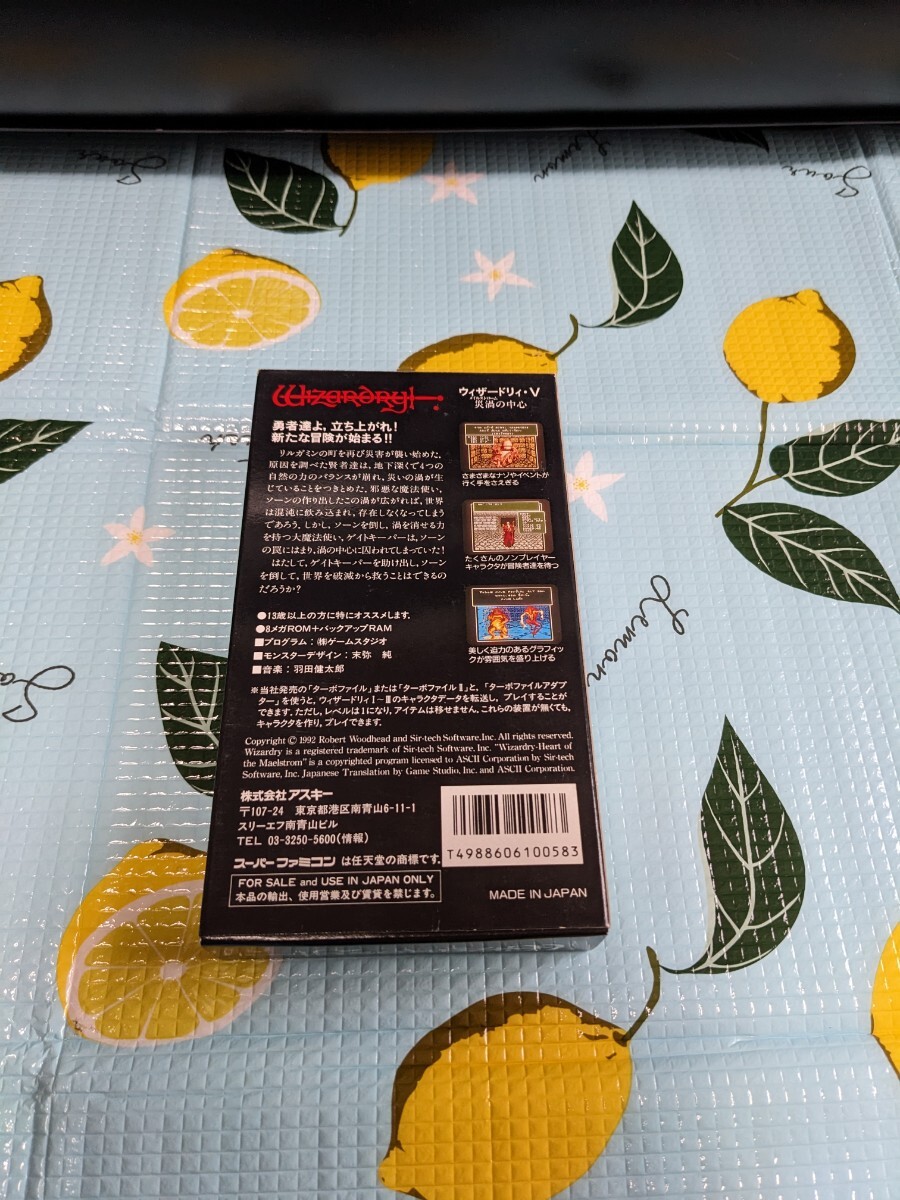 Sour
Lemon
Sour
Wizardry
ウィザードリィ・V
メイルストローム
災渦の中心
勇者達よ,立ち上がれ!
新たな冒険が始まる!!
リルガミンの町を再び災害が襲い始めた。
原因を調べた賢者達は、地下深くで4つの
自然の力のバランスが崩れ、災いの渦が生
じていることをつきとめた。邪悪な魔法使い,
ソーンの作り出したこの渦が広がれば、世界
は混沌に飲み込まれ、存在しなくなってしまう
であろう。しかし、ソーンを倒し、渦を消せる力
を持つ大魔法使い、ゲイトキーパーは、ソーン
の罠にはまり、渦の中心に囚われてしまっていた!
はたして、ゲイトキーパーを助け出し、ソーン
を倒して、世界を破滅から救うことはできるの
だろうか?
さまざまなナゾやイベントが
行く手をさえぎる
たくさんのノンプレイヤー
キャラクタが冒険者達を待つ
美しく迫力のあるグラフィッ
クが雰囲気を盛り上げる
●13歳以上の方に特にオススメします。
●8メガROM+バックアップRAM
■プログラム:㈱ゲームスタジオ
■モンスターデザイン:末弥 純
■音楽:羽田健太郎
※当社発売の「ターボファイル」または「ターボファイルⅡ」と、「ターボファイルアダプ
ター」を使うと、ウィザードリィⅠ~Ⅲのキャラクタデータを転送し、プレイすることが
できます。ただし、レベルは1になり、アイテムは移せません。これらの装置が無くても、
キャラクタを作り、プレイできます。
Copyright © 1992 Robert Woodhead and Sir-tech Software,Inc. All rights reserved.
Wizardry is a registered trademark of Sir-tech Software, Inc. "Wizardry-Heart of
the Maelstrom" is a copyrighted program licensed to ASCII Corporation by Sir-tech
Software, Inc. Japanese Translation by Game Studio, Inc. and ASCII Corporation.
株式会社アスキー
〒107-24 東京都港区南青山6-11-1
スリーエフ南青山ビル
TEL 03-3250-5600(情報)
スーパーファミコン は任天堂の商標です。
T4988606100583
FOR SALE and USE IN JAPAN ONLY
本品の輸出、使用営業及び賃貸を禁じます。
MADE IN JAPAN
Lemon